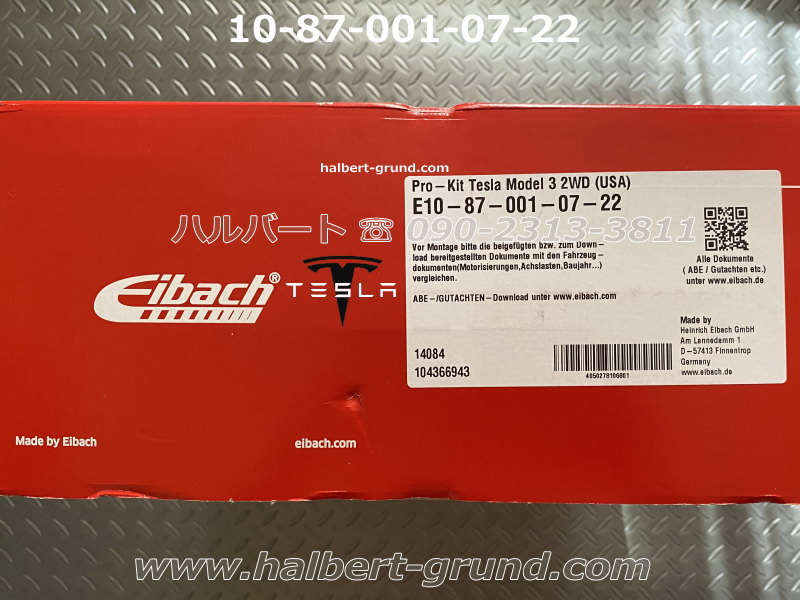 10-87-001-07-22
halbert-grund.com
Pro-Kit Tesla Model 3 2WD (USA)
E10-87-001-07-22
ハルバート ☎ 090-2313-3811
Vor Montage bitte die beigefügten bzw. zum Down-
load bereitgestellten Dokumente mit den Fahrzeug-
dokumenten(Motorisierungen,Achslasten,Baujahr...)
vergleichen.
Alle Dokumente
( ABE / Gutachten etc.)
unter www.eibach.de
Eibach®
TESLA
ABE-/GUTACHTEN-Download unter www.eibach.com
Made by
Heinrich Eibach GmbH
Am Lennedamm 1
D-57413 Finnentrop
Germany
www.eibach.de
14084
104366943
4050278106801
Made by Eibach
eibach.com
www.halbert-grund.com